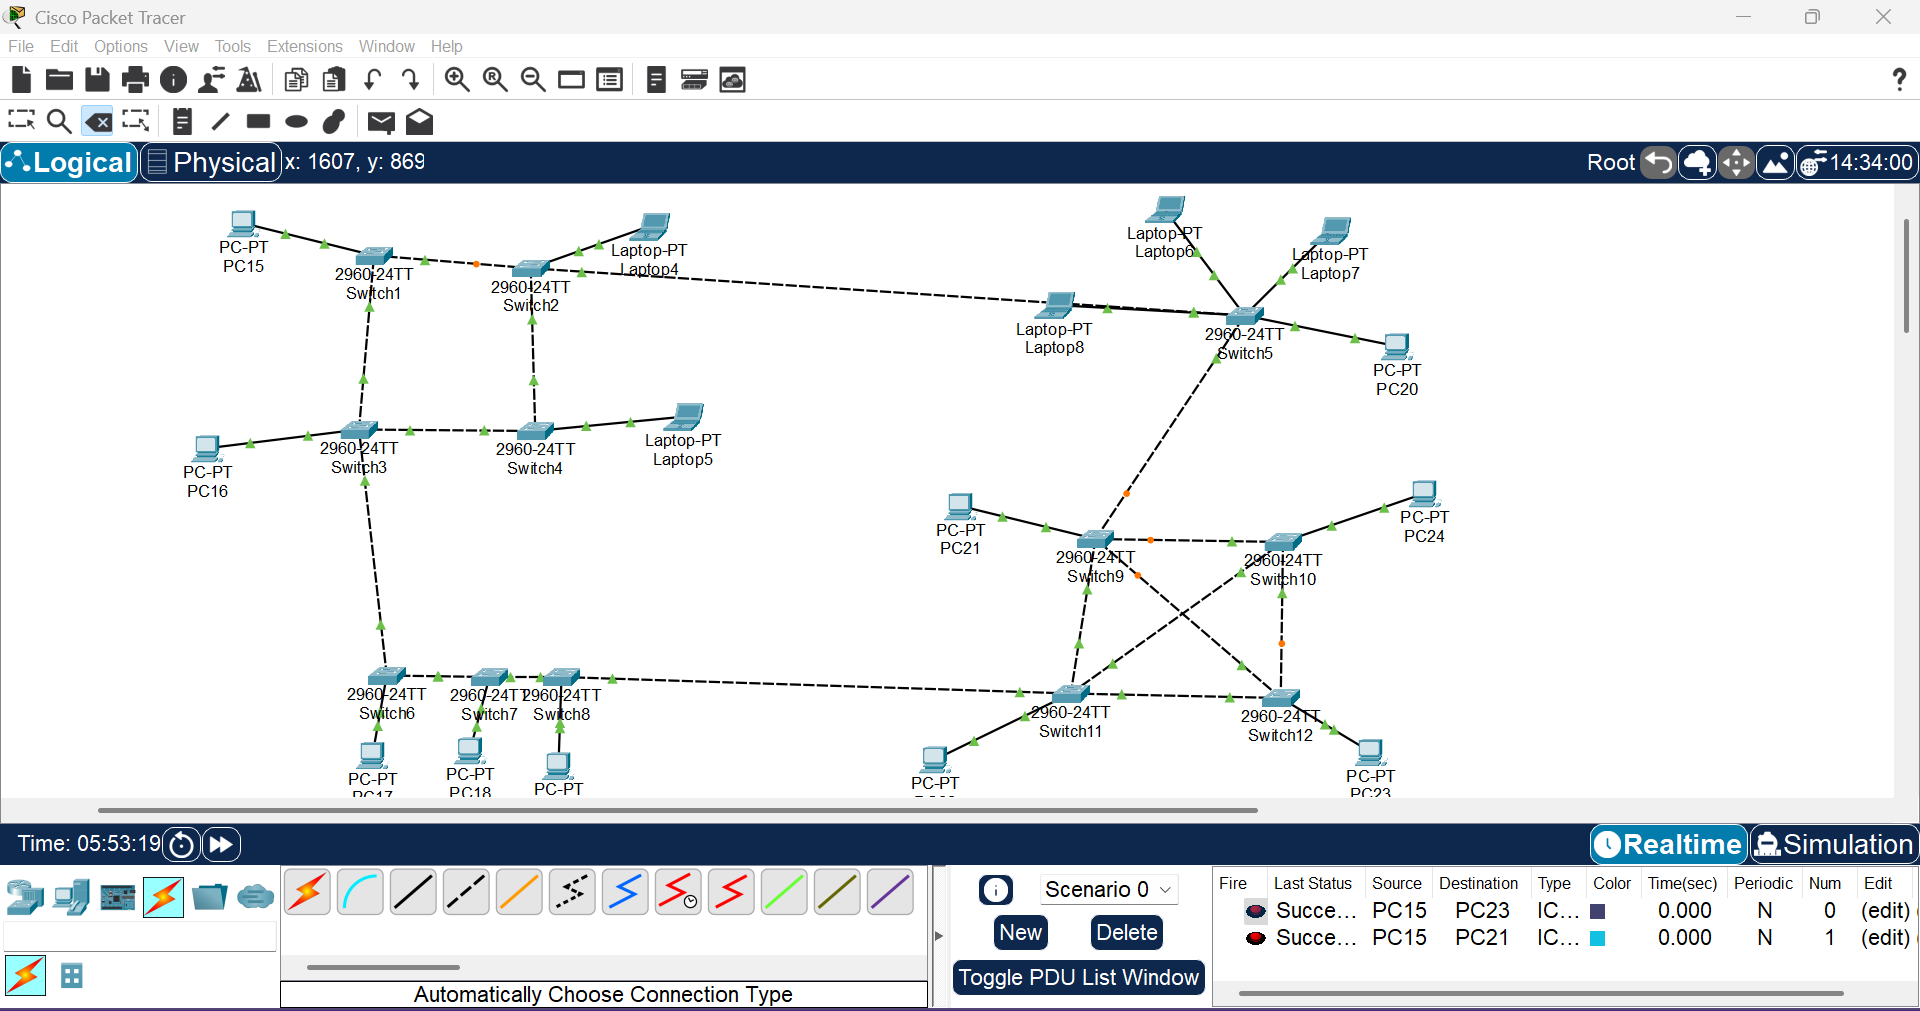 Cisco Packet Tracer
File Edit Options View Tools Extensions Window Help
Logical Physical x: 1607, y: 869 Root 14:34:00
PC-PT
PC15
2960-24TT
Switch1
2960-24TT
Switch2
Laptop-PT
Laptop4
Laptop-PT
Laptop6
Laptop-PT
Laptop7
Laptop-PT
Laptop8
2960-24TT
Switch5
PC-PT
PC20
PC-PT
PC16
2960-24TT
Switch3
2960-24TT
Switch4
Laptop-PT
Laptop5
PC-PT
PC21
2960-24TT
Switch9
2960-24TT
Switch10
PC-PT
PC24
2960-24TT
Switch6
2960-24TT
Switch7
2960-24TT
Switch8
2960-24TT
Switch11
2960-24TT
Switch12
PC-PT
PC17
PC-PT
PC18
PC-PT
PC-PT
PC-PT
PC23
Time: 05:53:19 Realtime Simulation
Automatically Choose Connection Type
Scenario 0
New Delete
Toggle PDU List Window
Fire Last Status Source Destination Type Color Time(sec) Periodic Num Edit
Succe... PC15 PC23 IC... 0.000 N 0 (edit)
Succe... PC15 PC21 IC... 0.000 N 1 (edit)